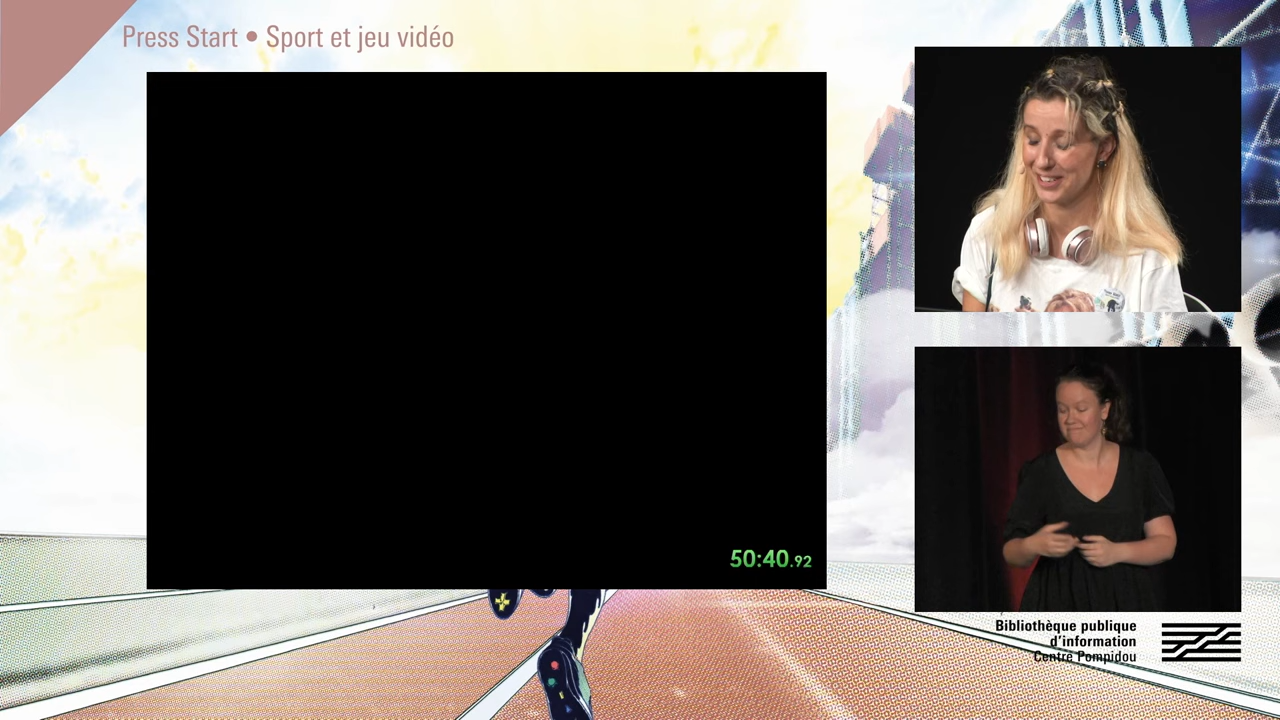 Press Start • Sport et jeu vidéo
50:40.92
Bibliothèque publique
d'information
Centre Pompidou